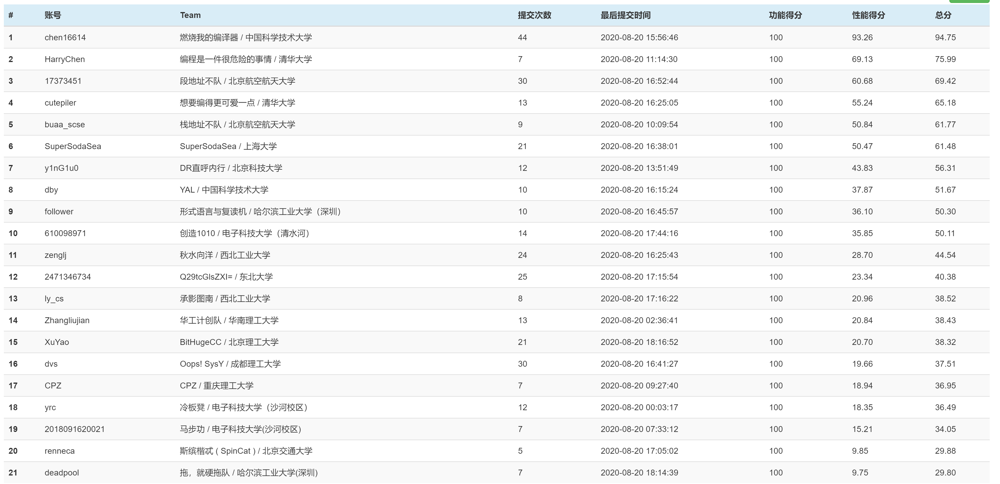 # 账号 Team 提交次数 最后提交时间 功能得分 性能得分 总分
1 chen16614 燃烧我的编译器 / 中国科学技术大学 44 2020-08-20 15:56:46 100 93.26 94.75
2 HarryChen 编程是一件很危险的事情 / 清华大学 7 2020-08-20 11:14:30 100 69.13 75.99
3 17373451 段地址不队 / 北京航空航天大学 30 2020-08-20 16:52:44 100 60.68 69.42
4 cutepiler 想要编得更可爱一点 / 清华大学 13 2020-08-20 16:25:05 100 55.24 65.18
5 buaa_scse 栈地址不队 / 北京航空航天大学 9 2020-08-20 10:09:54 100 50.84 61.77
6 SuperSodaSea SuperSodaSea / 上海大学 21 2020-08-20 16:38:01 100 50.47 61.48
7 y1nG1u0 DR直呼内行 / 北京科技大学 12 2020-08-20 13:51:49 100 43.83 56.31
8 dby YAL / 中国科学技术大学 10 2020-08-20 16:15:24 100 37.87 51.67
9 follower 形式语言与复读机 / 哈尔滨工业大学（深圳） 10 2020-08-20 16:45:57 100 36.10 50.30
10 610098971 创造1010 / 电子科技大学（清水河） 14 2020-08-20 17:44:16 100 35.85 50.11
11 zenglj 秋水向洋 / 西北工业大学 24 2020-08-20 16:25:43 100 28.70 44.54
12 2471346734 Q29tcGlsZXI= / 东北大学 25 2020-08-20 17:15:54 100 23.34 40.38
13 ly_cs 承影图南 / 西北工业大学 8 2020-08-20 17:16:22 100 20.96 38.52
14 Zhangliujian 华工计创队 / 华南理工大学 13 2020-08-20 02:36:41 100 20.84 38.43
15 XuYao BitHugeCC / 北京理工大学 21 2020-08-20 18:16:52 100 20.70 38.32
16 dvs Oops! SysY / 成都理工大学 30 2020-08-20 16:41:27 100 19.66 37.51
17 CPZ CPZ / 重庆理工大学 7 2020-08-20 09:27:40 100 18.94 36.95
18 yrc 冷板凳 / 电子科技大学（沙河校区） 12 2020-08-20 00:03:17 100 18.35 36.49
19 2018091620021 马步功 / 电子科技大学(沙河校区) 7 2020-08-20 07:33:12 100 15.21 34.05
20 renneca 斯缤楷忒 ( SpinCat ) / 北京交通大学 5 2020-08-20 17:05:02 100 9.85 29.88
21 deadpool 拖，就硬拖队 / 哈尔滨工业大学(深圳) 7 2020-08-20 18:14:39 100 9.75 29.80